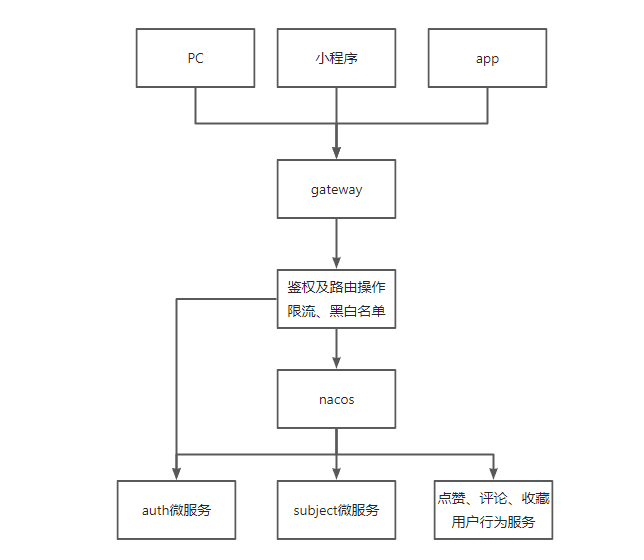 PC
小程序
app
gateway
鉴权及路由操作
限流、黑白名单
nacos
auth微服务
subject微服务
点赞、评论、收藏
用户行为服务